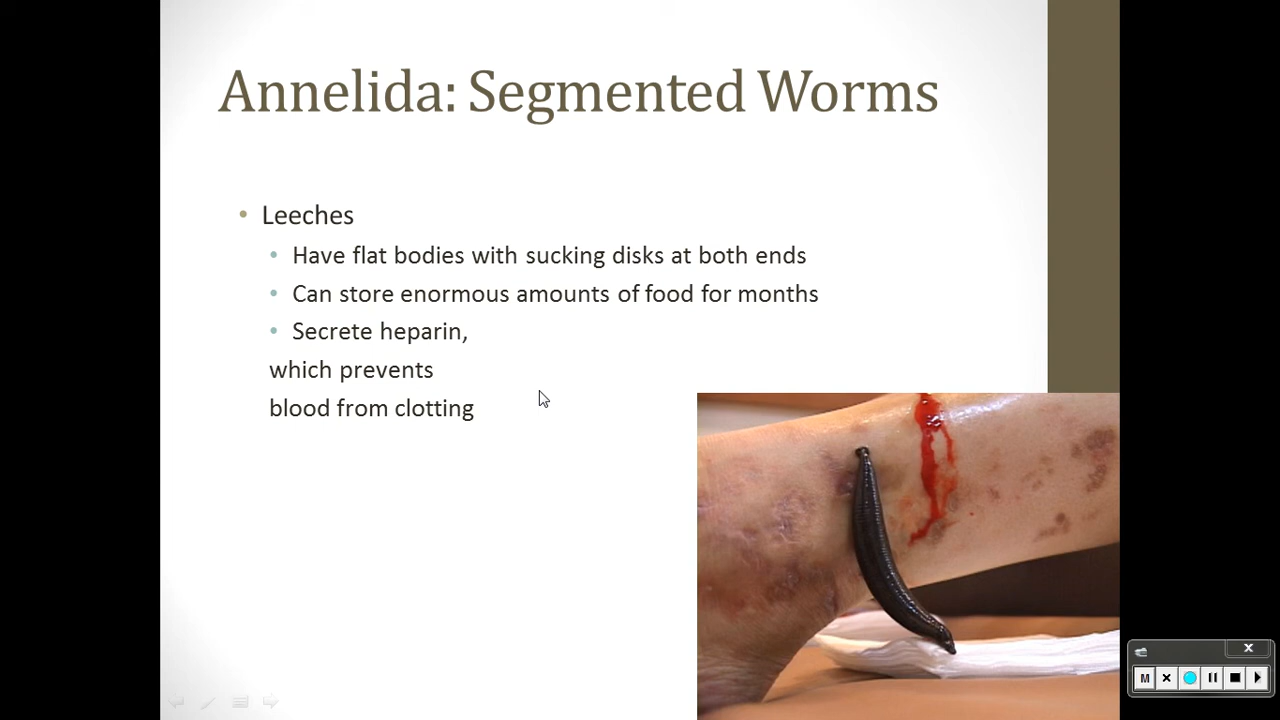 Annelida: Segmented Worms
• Leeches
• Have flat bodies with sucking disks at both ends
• Can store enormous amounts of food for months
• Secrete heparin,
which prevents
blood from clotting
M